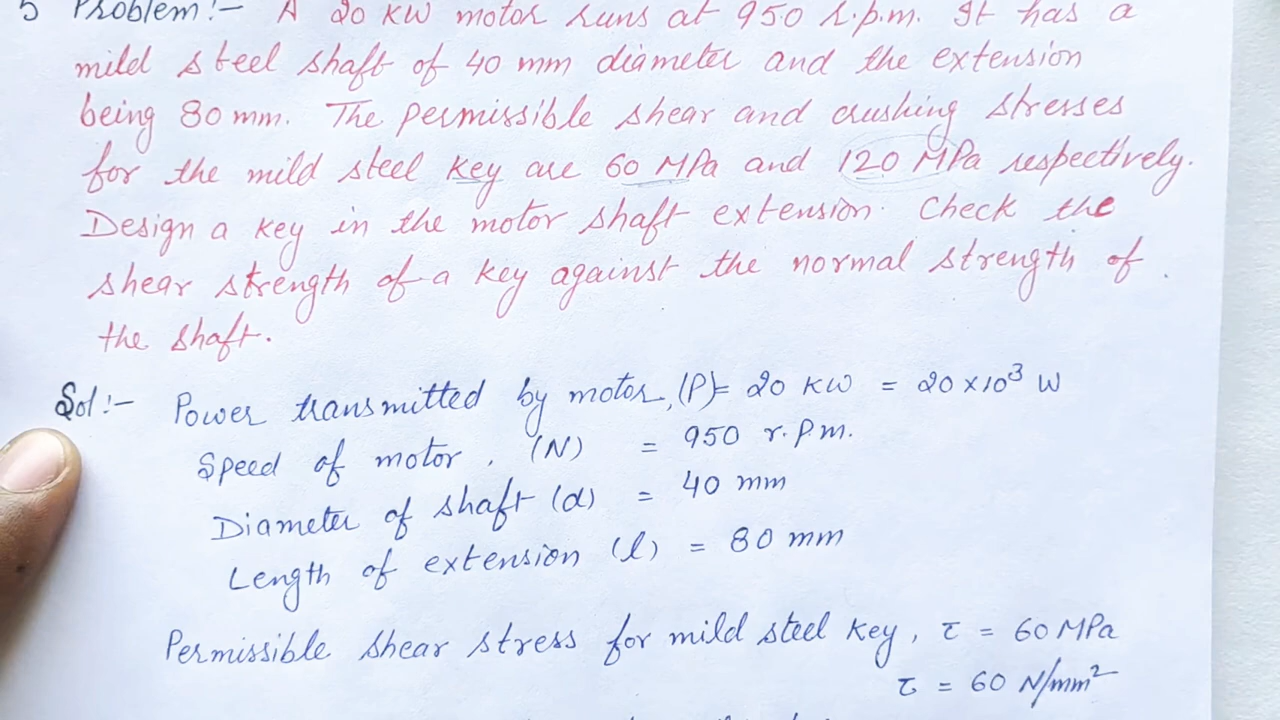 5 Problem:- A 20 KW motor runs at 950 r.p.m. It has a
mild steel shaft of 40 mm diameter and the extension
being 80 mm. The permissible shear and crushing stresses
for the mild steel key are 60 MPa and 120 MPa respectively.
Design a key in the motor shaft extension. Check the
shear strength of a key against the normal strength of
the shaft.
Sol:- Power transmitted by motor, (P) = 20 KW = 20 x10³ W
Speed of motor, (N) = 950 r.p.m.
Diameter of shaft (d) = 40 mm
Length of extension (l) = 80 mm
Permissible shear stress for mild steel key, τ = 60 MPa
τ = 60 N/mm²